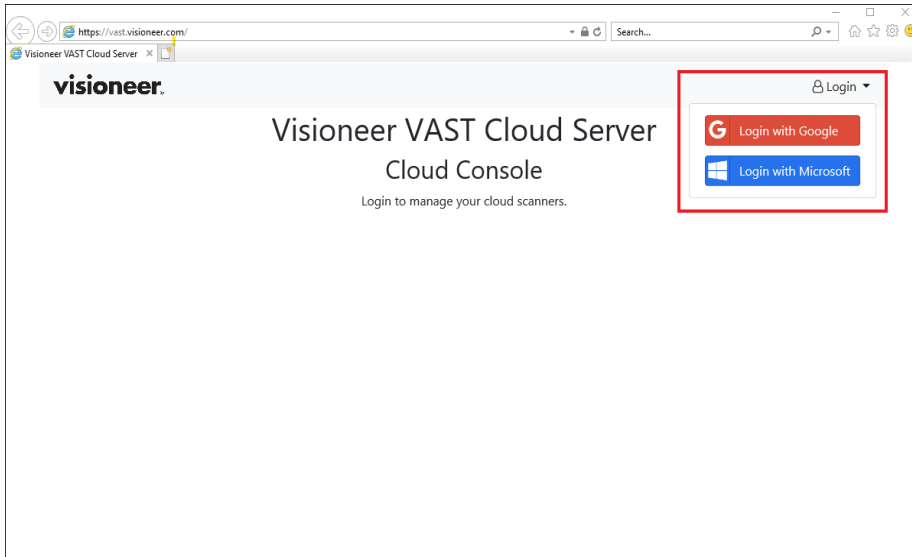 https://vast.visioneer.com/
Search...
Visioneer VAST Cloud Server
visioneer
Login
Visioneer VAST Cloud Server
Login with Google
Cloud Console
Login with Microsoft
Login to manage your cloud scanners.